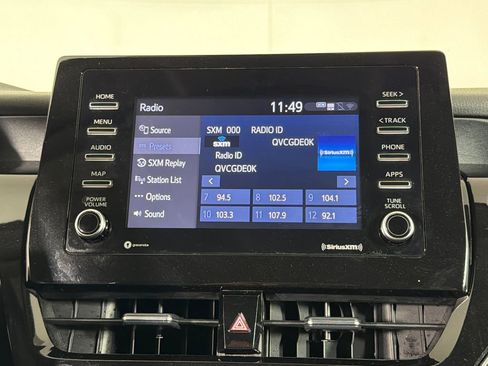 HOME
MENU
AUDIO
MAP
POWER
VOLUME
Radio
11:49
Source
Presets
SXM Replay
Station List
Options
Sound
SXM 000 RADIO ID
sxm
QVCGDE0K
Radio ID
QVCGDE0K
SiriusXM
< >
7 94.5 8 102.5 9 104.1
10 103.3 11 107.9 12 92.1
SEEK >
< TRACK
PHONE
APPS
TUNE
SCROLL
gracenote
SiriusXM